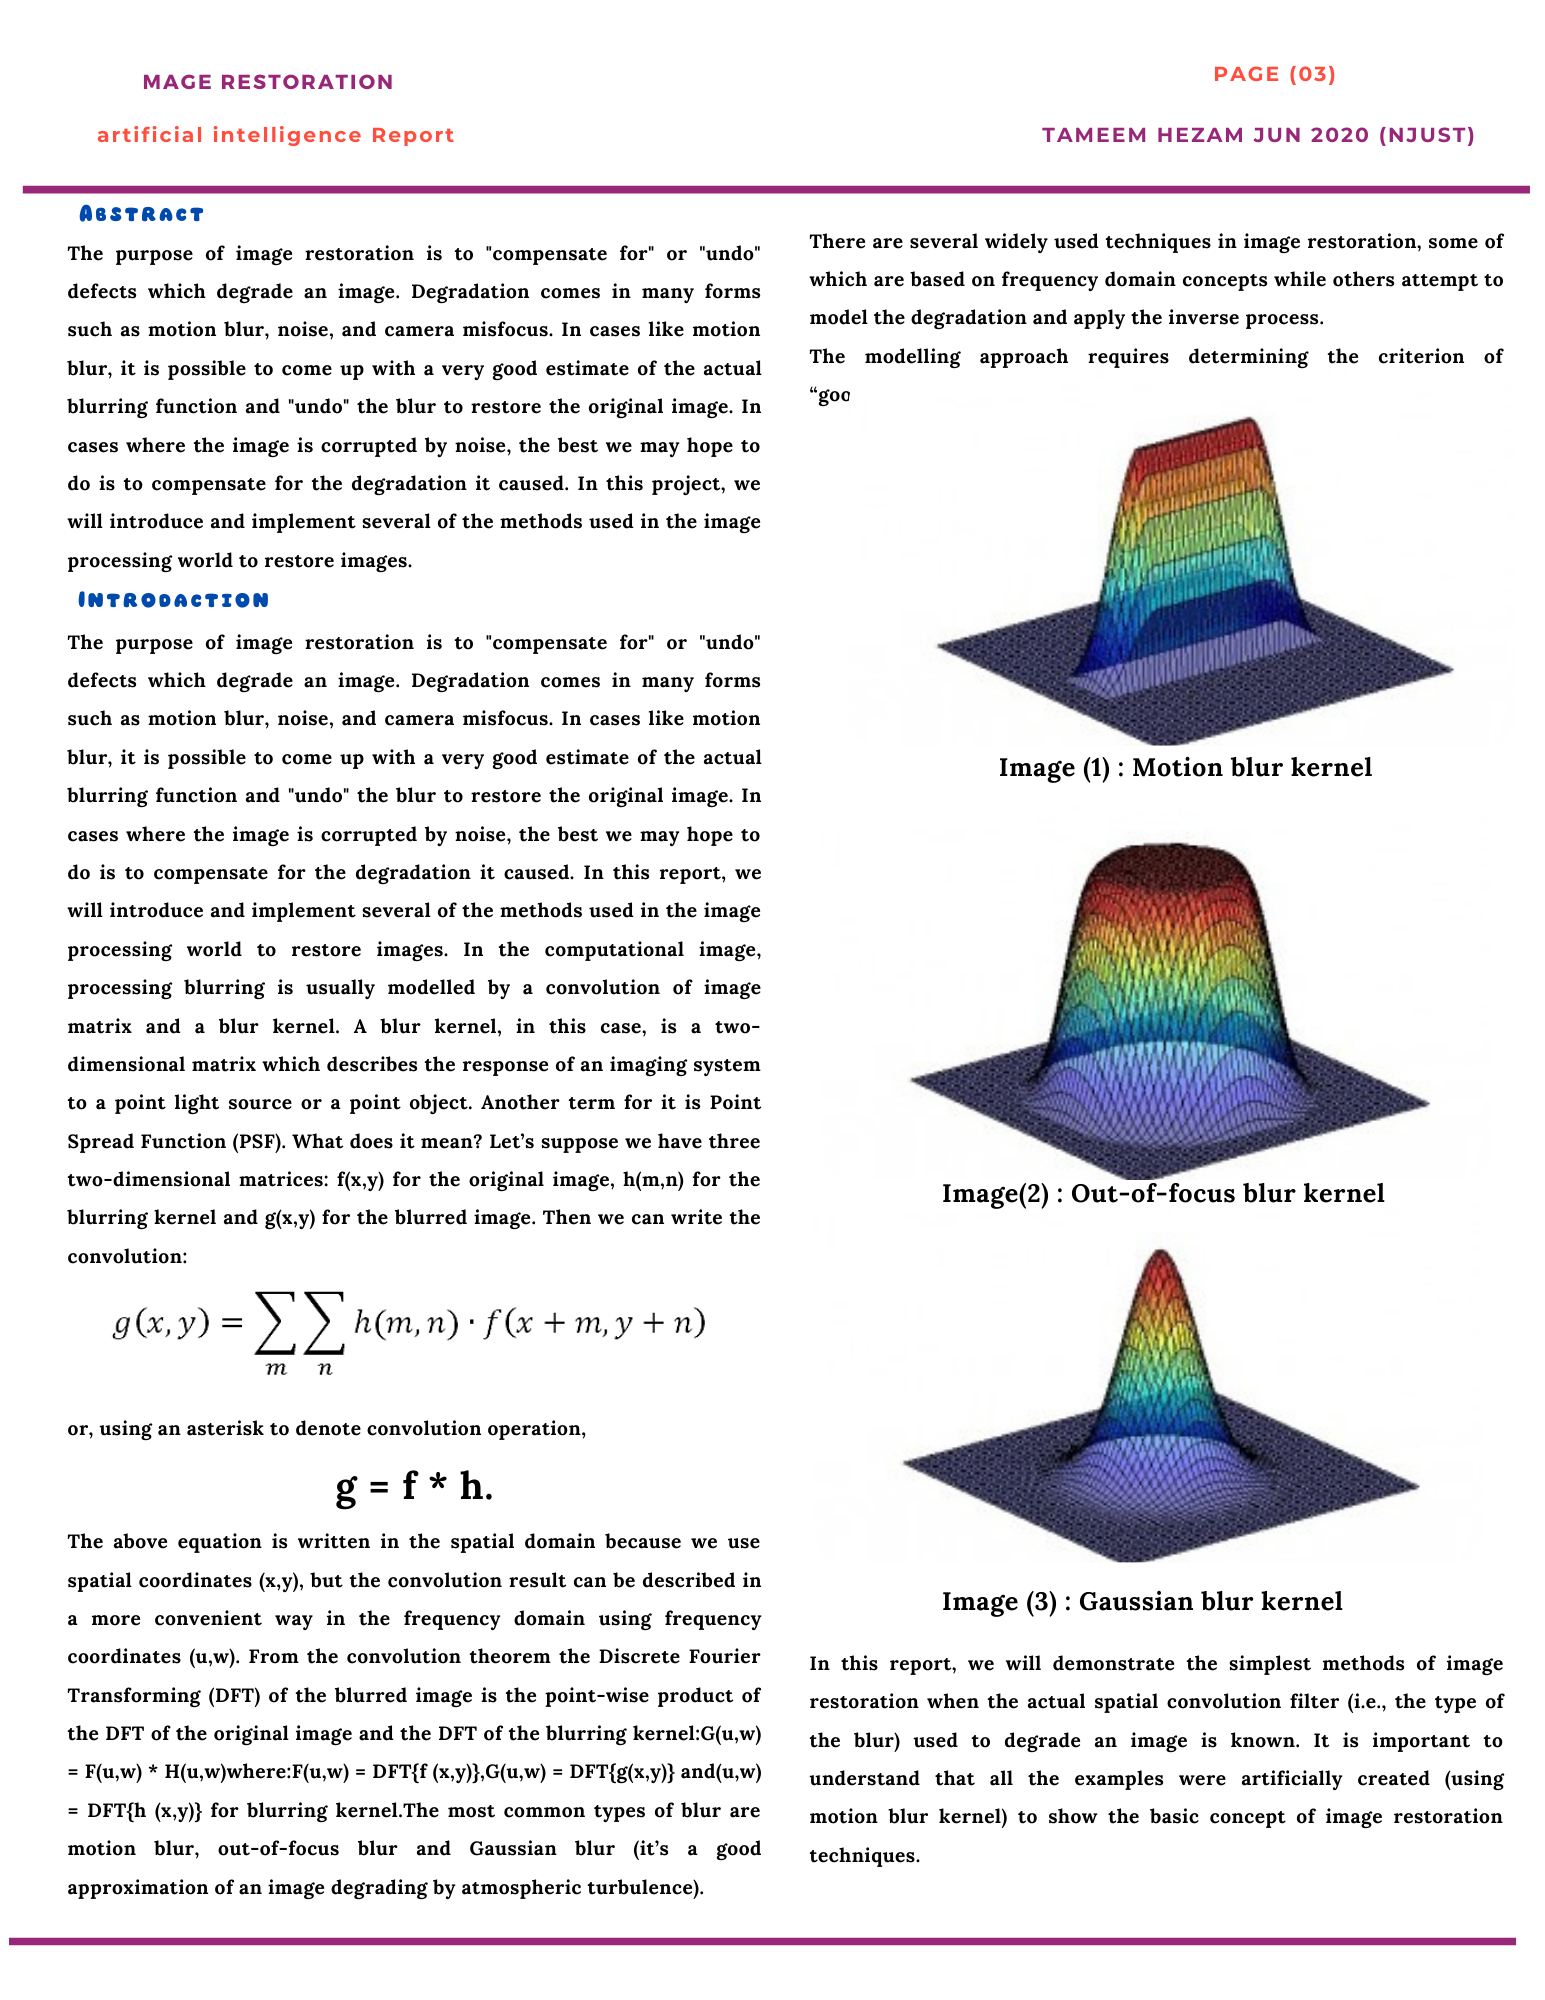 MAGE RESTORATION
artificial intelligence Report
PAGE (03)
TAMEEM HEZAM JUN 2020 (NJUST)
ABSTRACT
The purpose of image restoration is to "compensate for" or "undo"
defects which degrade an image. Degradation comes in many forms
such as motion blur, noise, and camera misfocus. In cases like motion
blur, it is possible to come up with a very good estimate of the actual
blurring function and "undo" the blur to restore the original image. In
cases where the image is corrupted by noise, the best we may hope to
do is to compensate for the degradation it caused. In this project, we
will introduce and implement several of the methods used in the image
processing world to restore images.
INTRODACTION
The purpose of image restoration is to "compensate for" or "undo"
defects which degrade an image. Degradation comes in many forms
such as motion blur, noise, and camera misfocus. In cases like motion
blur, it is possible to come up with a very good estimate of the actual
blurring function and "undo" the blur to restore the original image. In
cases where the image is corrupted by noise, the best we may hope to
do is to compensate for the degradation it caused. In this report, we
will introduce and implement several of the methods used in the image
processing world to restore images. In the computational image,
processing blurring is usually modelled by a convolution of image
matrix and a blur kernel. A blur kernel, in this case, is a two-
dimensional matrix which describes the response of an imaging system
to a point light source or a point object. Another term for it is Point
Spread Function (PSF). What does it mean? Let’s suppose we have three
two-dimensional matrices: f(x,y) for the original image, h(m,n) for the
blurring kernel and g(x,y) for the blurred image. Then we can write the
convolution:
g(x, y) = ∑∑ h(m, n) · f(x + m, y + n)
m n
or, using an asterisk to denote convolution operation,
g = f * h.
The above equation is written in the spatial domain because we use
spatial coordinates (x,y), but the convolution result can be described in
a more convenient way in the frequency domain using frequency
coordinates (u,w). From the convolution theorem the Discrete Fourier
Transforming (DFT) of the blurred image is the point-wise product of
the DFT of the original image and the DFT of the blurring kernel:G(u,w)
= F(u,w) * H(u,w)where:F(u,w) = DFT{f (x,y)},G(u,w) = DFT{g(x,y)} and(u,w)
= DFT{h (x,y)} for blurring kernel.The most common types of blur are
motion blur, out-of-focus blur and Gaussian blur (it’s a good
approximation of an image degrading by atmospheric turbulence).
There are several widely used techniques in image restoration, some of
which are based on frequency domain concepts while others attempt to
model the degradation and apply the inverse process.
The modelling approach requires determining the criterion of
Image (1) : Motion blur kernel
Image(2) : Out-of-focus blur kernel
Image (3) : Gaussian blur kernel
In this report, we will demonstrate the simplest methods of image
restoration when the actual spatial convolution filter (i.e., the type of
the blur) used to degrade an image is known. It is important to
understand that all the examples were artificially created (using
motion blur kernel) to show the basic concept of image restoration
techniques.